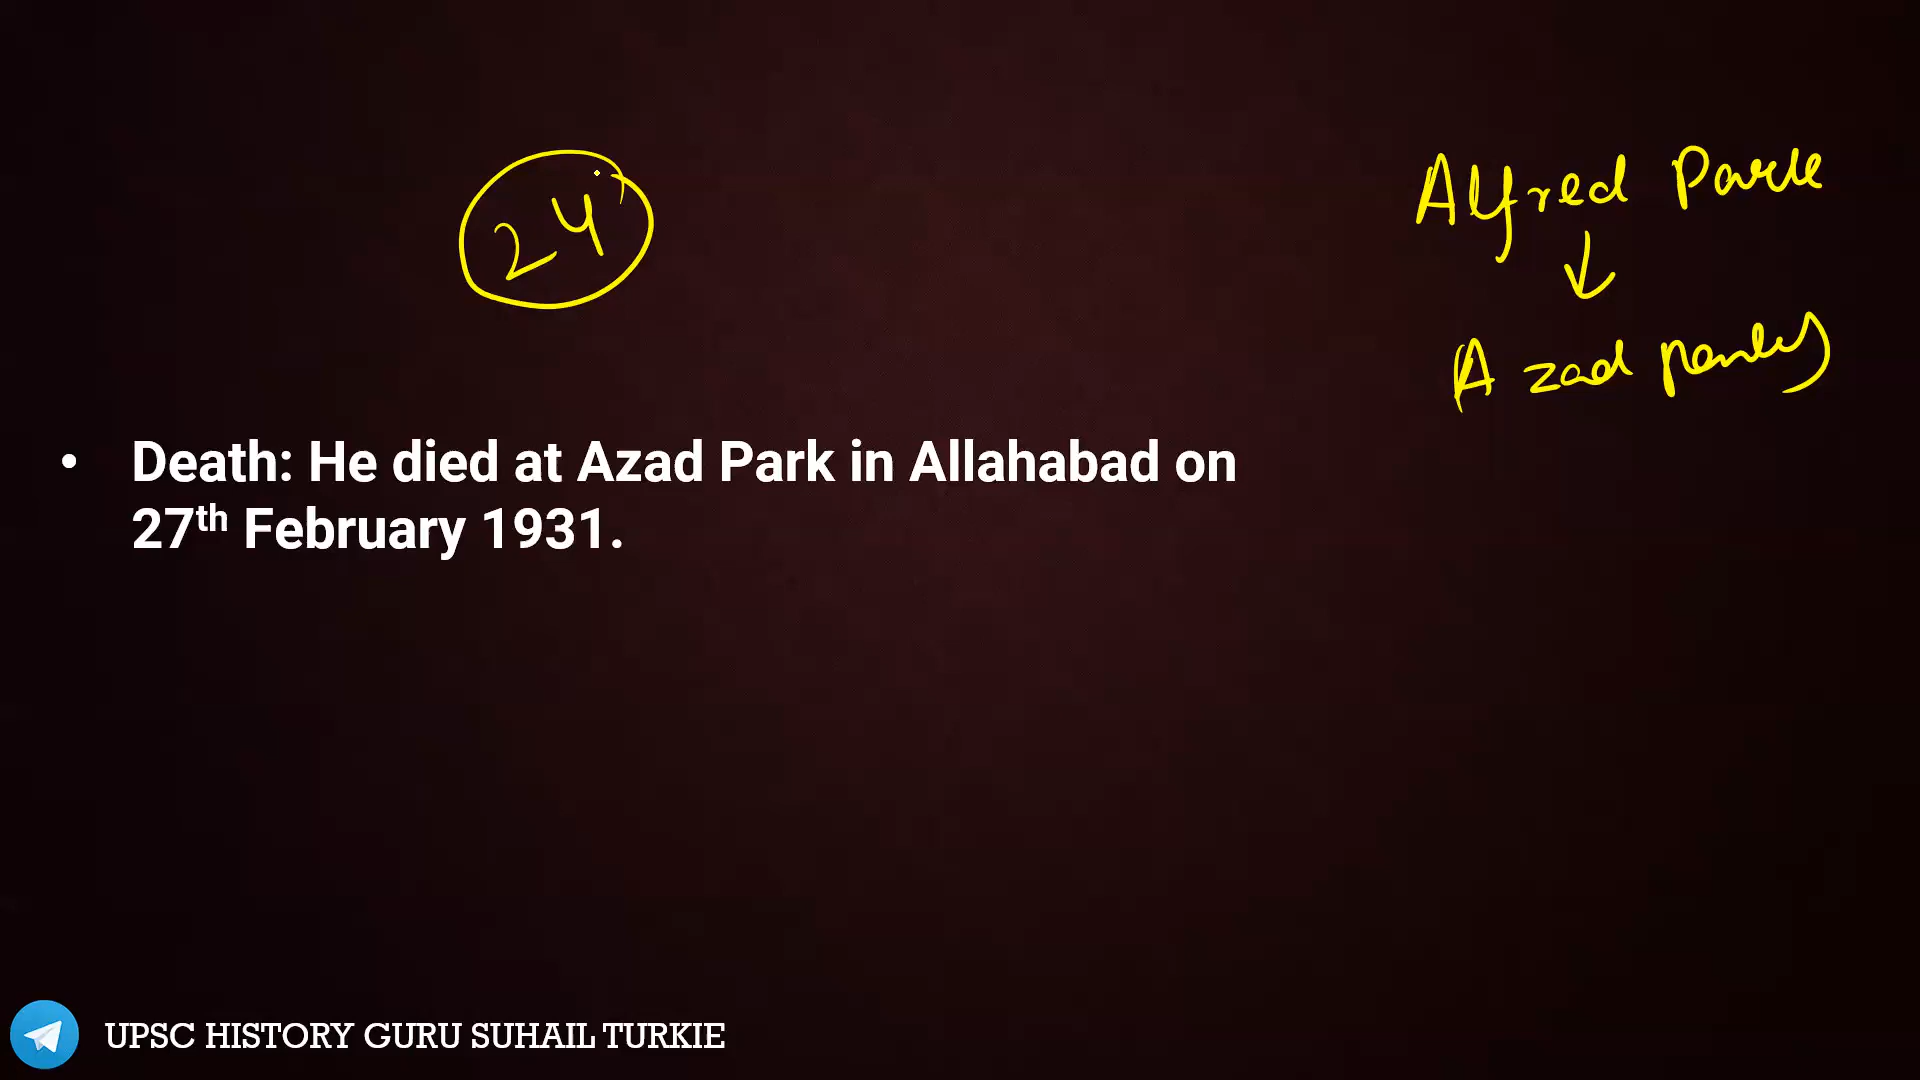 24
Alfred Park
Azad
• Death: He died at Azad Park in Allahabad on
27th February 1931.
UPSC HISTORY GURU SUHAIL TURKIE